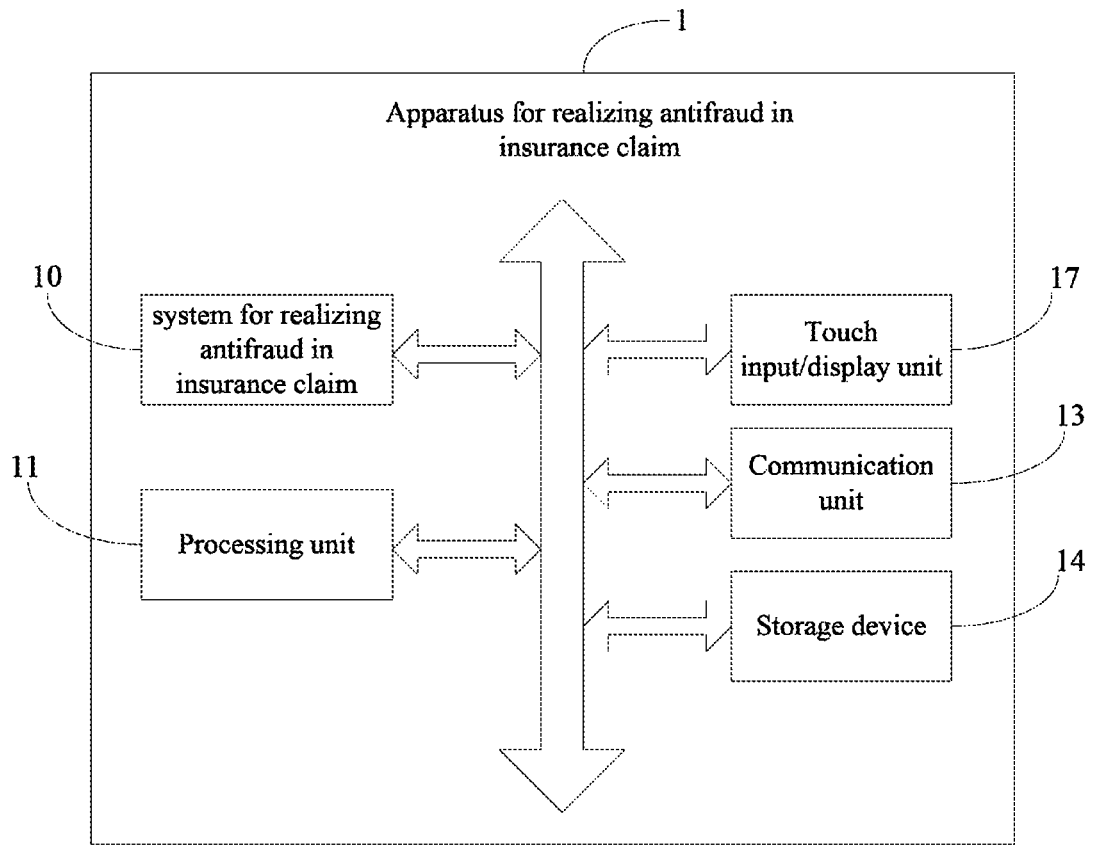 1
Apparatus for realizing antifraud in
insurance claim
10
system for realizing
antifraud in
insurance claim
17
Touch
input/display unit
13
Communication
unit
11
Processing unit
14
Storage device